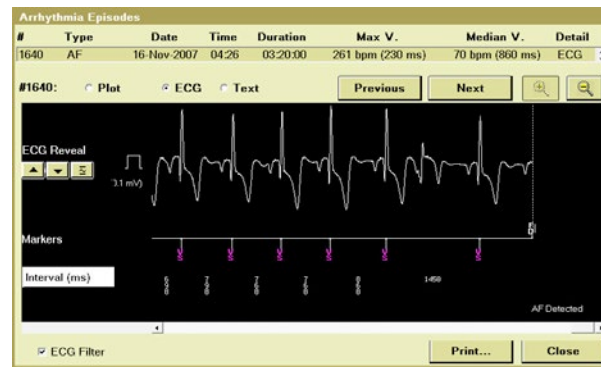 Arrhythmia Episodes
# Type Date Time Duration Max V. Median V. Detail
1640 AF 16-Nov-2007 04:26 03:20:00 261 bpm (230 ms) 70 bpm (860 ms) ECG
#1640: Plot ECG Text Previous Next
ECG Reveal
0.1 mV)
Markers
Interval (ms)
AF Detected
ECG Filter Print... Close